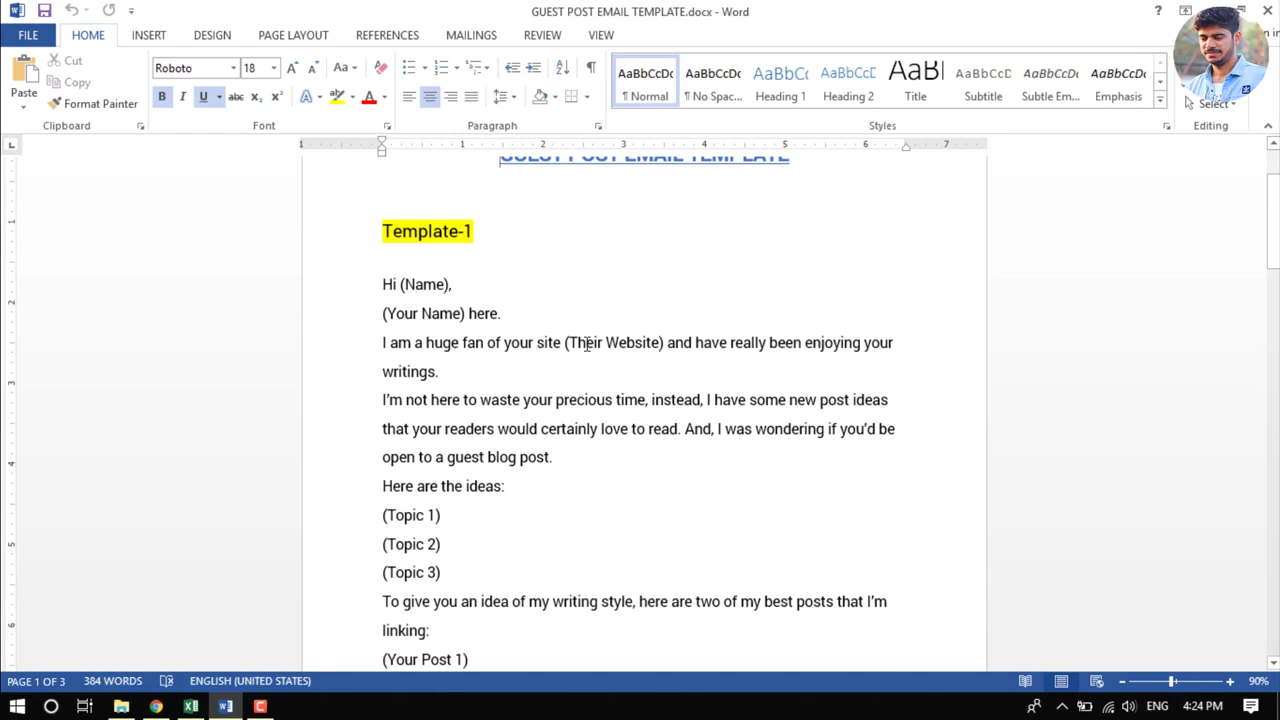 GUEST POST EMAIL TEMPLATE.docx - Word
FILE HOME INSERT DESIGN PAGE LAYOUT REFERENCES MAILINGS REVIEW VIEW
Paste
Cut
Copy
Format Painter
Clipboard
Roboto 18
Font
Paragraph
AaBbCcDc AaBbCcDc AaBbCc AaBbCcD AaBl AaBbCcD AaBbCcDc AaBbCcDc
¶ Normal ¶ No Spac... Heading 1 Heading 2 Title Subtitle Subtle Em... Emphasis
Styles
Select
Editing
GUEST POST EMAIL TEMPLATE
Template-1
Hi (Name),
(Your Name) here.
I am a huge fan of your site (Their Website) and have really been enjoying your
writings.
I’m not here to waste your precious time, instead, I have some new post ideas
that your readers would certainly love to read. And, I was wondering if you’d be
open to a guest blog post.
Here are the ideas:
(Topic 1)
(Topic 2)
(Topic 3)
To give you an idea of my writing style, here are two of my best posts that I’m
linking:
(Your Post 1)
PAGE 1 OF 3 384 WORDS ENGLISH (UNITED STATES) 90%
ENG 4:24 PM